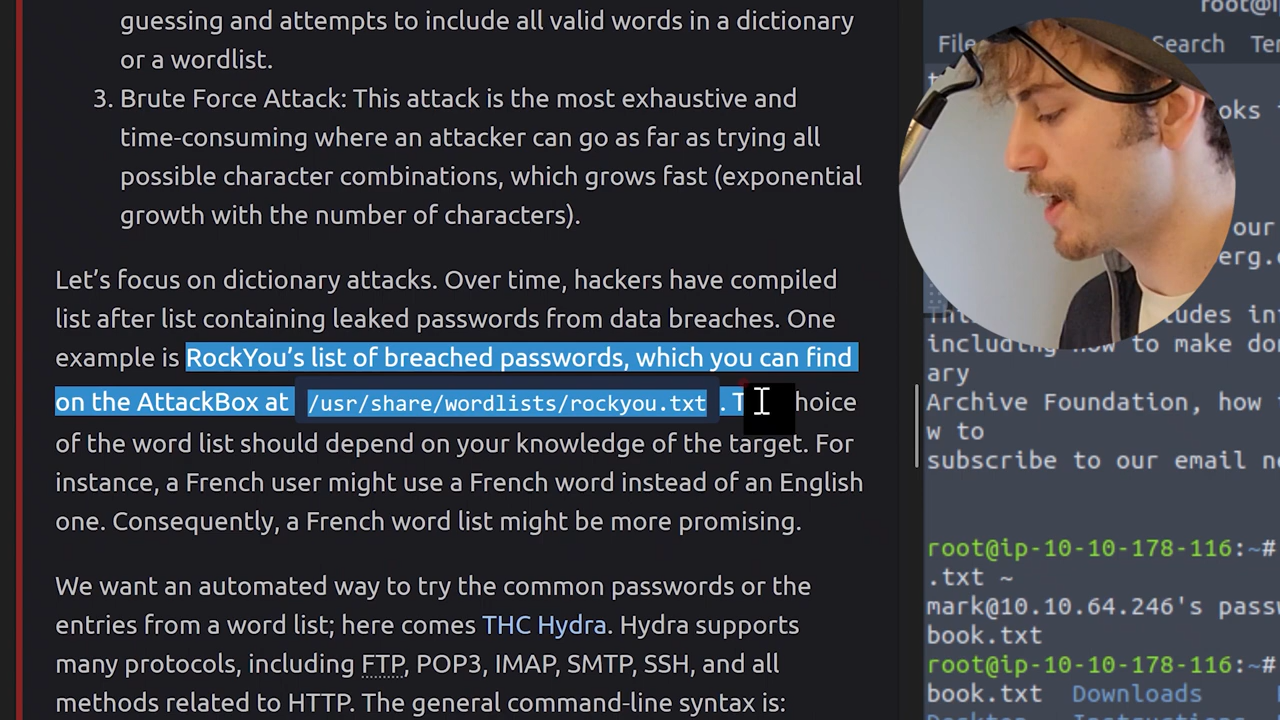 guessing and attempts to include all valid words in a dictionary
or a wordlist.
3. Brute Force Attack: This attack is the most exhaustive and
time-consuming where an attacker can go as far as trying all
possible character combinations, which grows fast (exponential
growth with the number of characters).
Let’s focus on dictionary attacks. Over time, hackers have compiled
list after list containing leaked passwords from data breaches. One
example is RockYou’s list of breached passwords, which you can find
on the AttackBox at /usr/share/wordlists/rockyou.txt . T hoice
of the word list should depend on your knowledge of the target. For
instance, a French user might use a French word instead of an English
one. Consequently, a French word list might be more promising.
We want an automated way to try the common passwords or the
entries from a word list; here comes THC Hydra. Hydra supports
many protocols, including FTP, POP3, IMAP, SMTP, SSH, and all
methods related to HTTP. The general command-line syntax is:
root@i
File Search Te
oks
our
erg.
ludes in
including how to make do
ary
Archive Foundation, how
w to
subscribe to our email ne
root@ip-10-10-178-116:~#
.txt ~
mark@10.10.64.246's passw
book.txt
root@ip-10-10-178-116:~#
book.txt Downloads